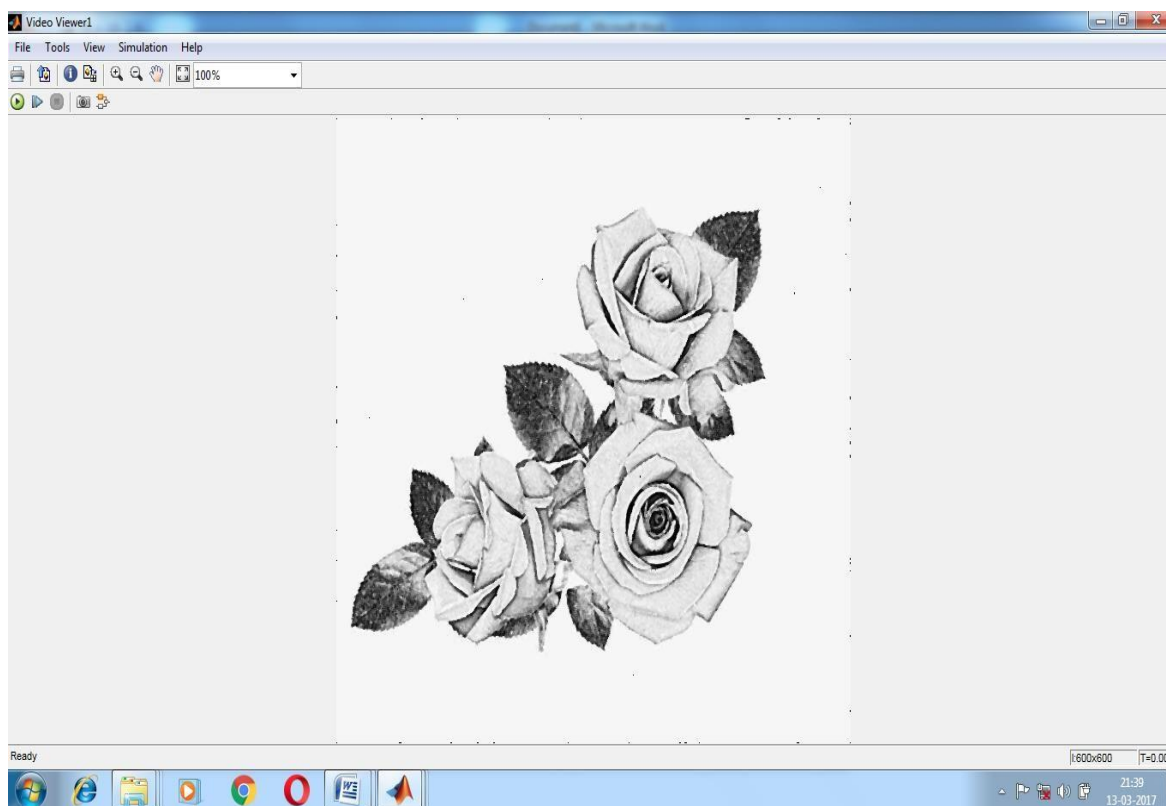 Video Viewer1
File Tools View Simulation Help
100%
Ready
I:600x600 T=0.00
21:39
13-03-2017